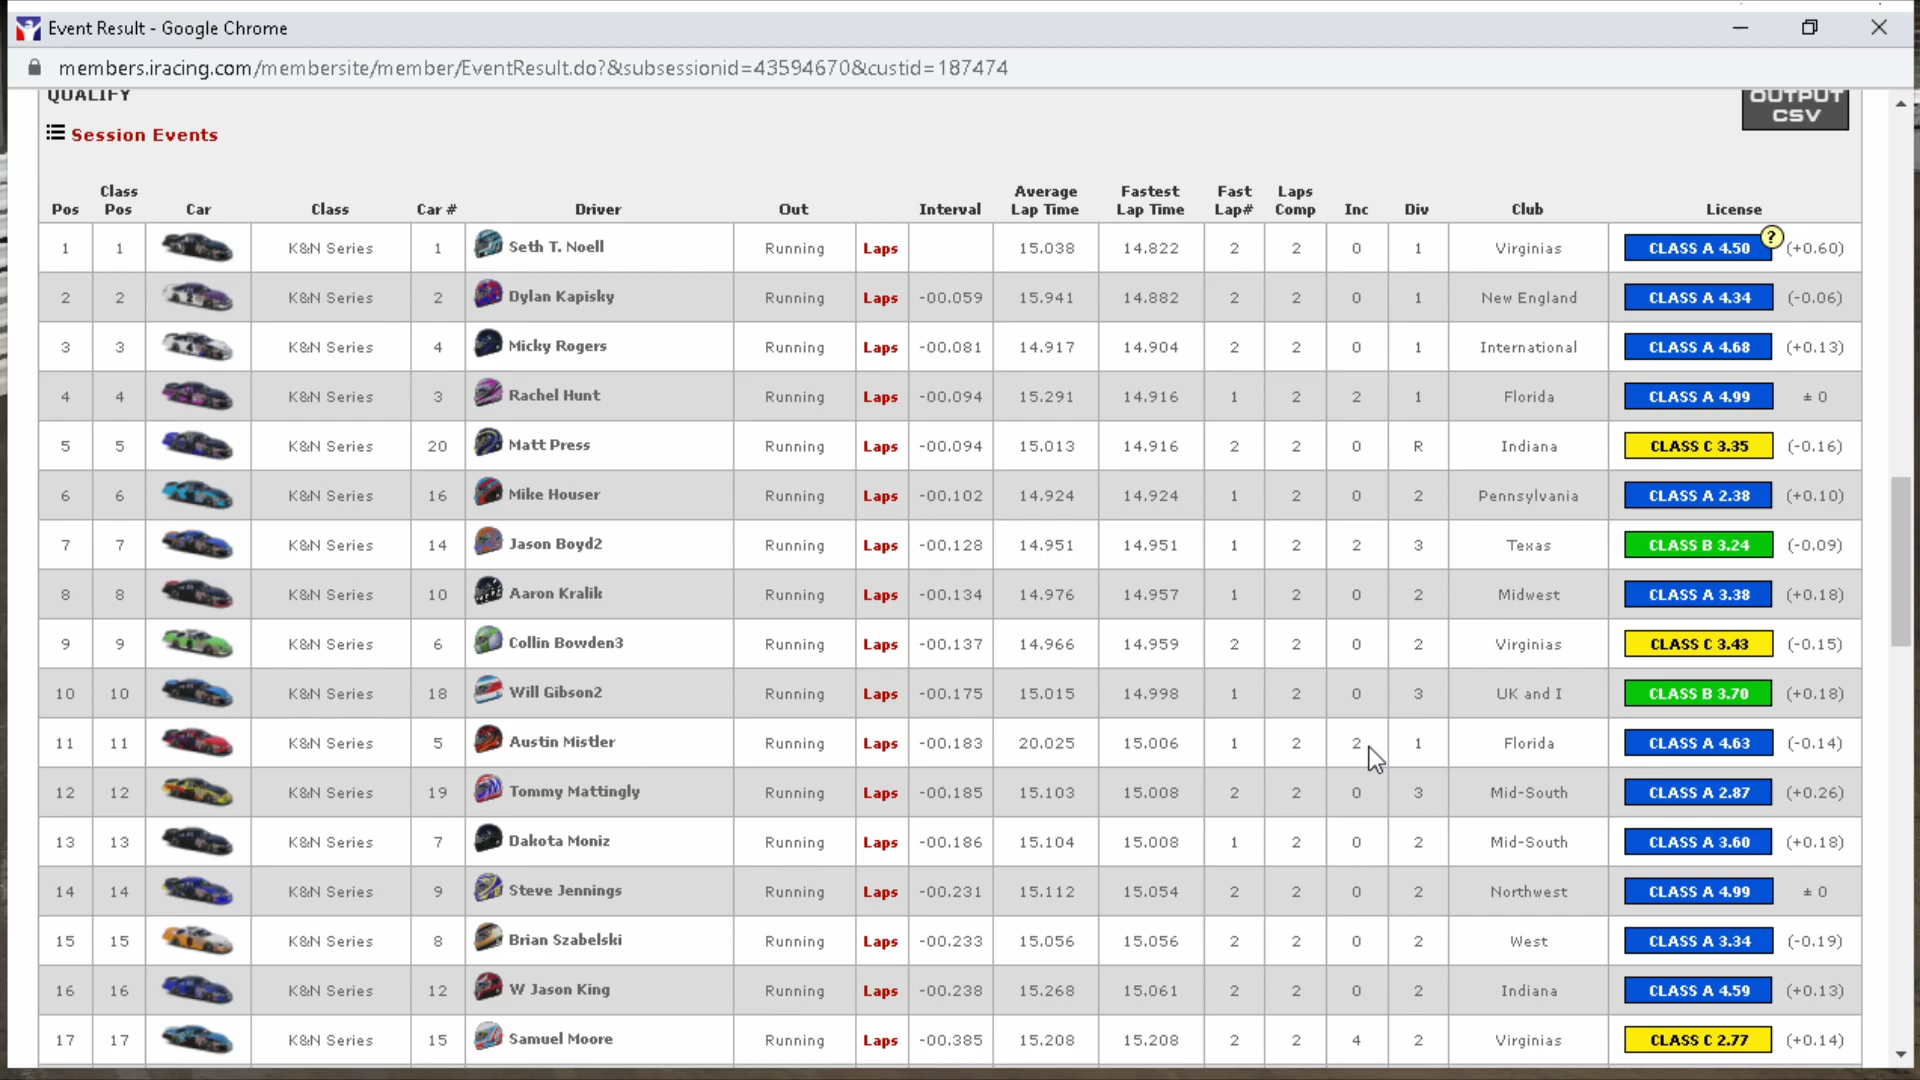 Event Result - Google Chrome
members.iracing.com/membersite/member/EventResult.do?&subsessionid=43594670&custid=187474
QUALIFY
OUTPUT CSV
Session Events
Pos Class Pos Car Class Car # Driver Out Interval Average Lap Time Fastest Lap Time Fast Lap# Laps Comp Inc Div Club License
1 1 K&N Series 1 Seth T. Noell Running Laps 15.038 14.822 2 2 0 1 Virginias CLASS A 4.50 ? (+0.60)
2 2 K&N Series 2 Dylan Kapisky Running Laps -00.059 15.941 14.882 2 2 0 1 New England CLASS A 4.34 (-0.06)
3 3 K&N Series 4 Micky Rogers Running Laps -00.081 14.917 14.904 2 2 0 1 International CLASS A 4.68 (+0.13)
4 4 K&N Series 3 Rachel Hunt Running Laps -00.094 15.291 14.916 1 2 2 1 Florida CLASS A 4.99 ± 0
5 5 K&N Series 20 Matt Press Running Laps -00.094 15.013 14.916 2 2 0 R Indiana CLASS C 3.35 (-0.16)
6 6 K&N Series 16 Mike Houser Running Laps -00.102 14.924 14.924 1 2 0 2 Pennsylvania CLASS A 2.38 (+0.10)
7 7 K&N Series 14 Jason Boyd2 Running Laps -00.128 14.951 14.951 1 2 2 3 Texas CLASS B 3.24 (-0.09)
8 8 K&N Series 10 Aaron Kralik Running Laps -00.134 14.976 14.957 1 2 0 2 Midwest CLASS A 3.38 (+0.18)
9 9 K&N Series 6 Collin Bowden3 Running Laps -00.137 14.966 14.959 2 2 0 2 Virginias CLASS C 3.43 (-0.15)
10 10 K&N Series 18 Will Gibson2 Running Laps -00.175 15.015 14.998 1 2 0 3 UK and I CLASS B 3.70 (+0.18)
11 11 K&N Series 5 Austin Mistler Running Laps -00.183 20.025 15.006 1 2 2 1 Florida CLASS A 4.63 (-0.14)
12 12 K&N Series 19 Tommy Mattingly Running Laps -00.185 15.103 15.008 2 2 0 3 Mid-South CLASS A 2.87 (+0.26)
13 13 K&N Series 7 Dakota Moniz Running Laps -00.186 15.104 15.008 1 2 0 2 Mid-South CLASS A 3.60 (+0.18)
14 14 K&N Series 9 Steve Jennings Running Laps -00.231 15.112 15.054 2 2 0 2 Northwest CLASS A 4.99 ± 0
15 15 K&N Series 8 Brian Szabelski Running Laps -00.233 15.056 15.056 2 2 0 2 West CLASS A 3.34 (-0.19)
16 16 K&N Series 12 W Jason King Running Laps -00.238 15.268 15.061 2 2 0 2 Indiana CLASS A 4.59 (+0.13)
17 17 K&N Series 15 Samuel Moore Running Laps -00.385 15.208 15.208 2 2 4 2 Virginias CLASS C 2.77 (+0.14)